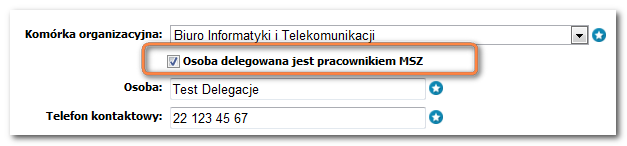 Komórka organizacyjna: Biuro Informatyki i Telekomunikacji
Osoba delegowana jest pracownikiem MSZ
Osoba: Test Delegacje
Telefon kontaktowy: 22 123 45 67